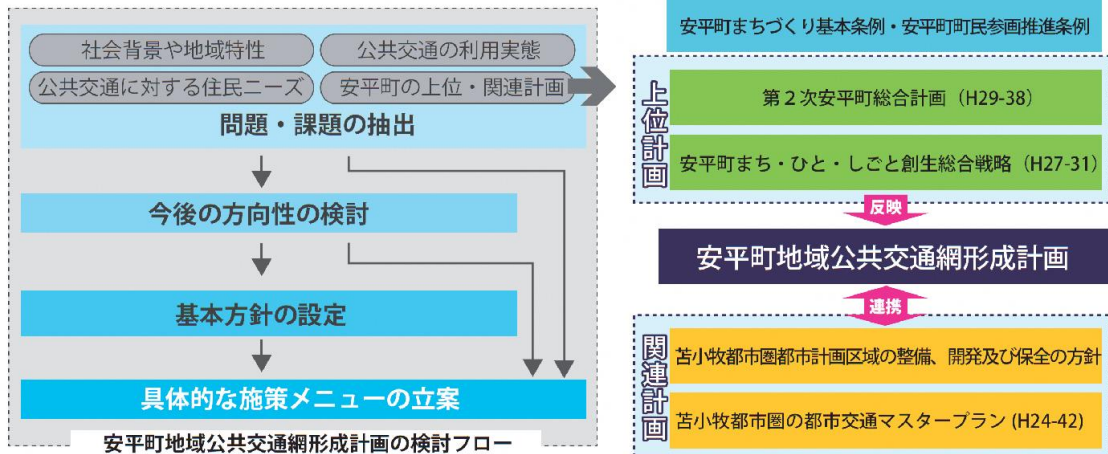 社会背景や地域特性
公共交通の利用実態
公共交通に対する住民ニーズ
安平町の上位・関連計画
問題・課題の抽出
今後の方向性の検討
基本方針の設定
具体的な施策メニューの立案
安平町地域公共交通網形成計画の検討フロー
安平町まちづくり基本条例・安平町町民参画推進条例
上位計画
第2次安平町総合計画(H29-38)
安平町まち・ひと・しごと創生総合戦略(H27-31)
反映
安平町地域公共交通網形成計画
連携
関連計画
苫小牧都市圏都市計画区域の整備、開発及び保全の方針
苫小牧都市圏の都市交通マスタープラン(H24-42)